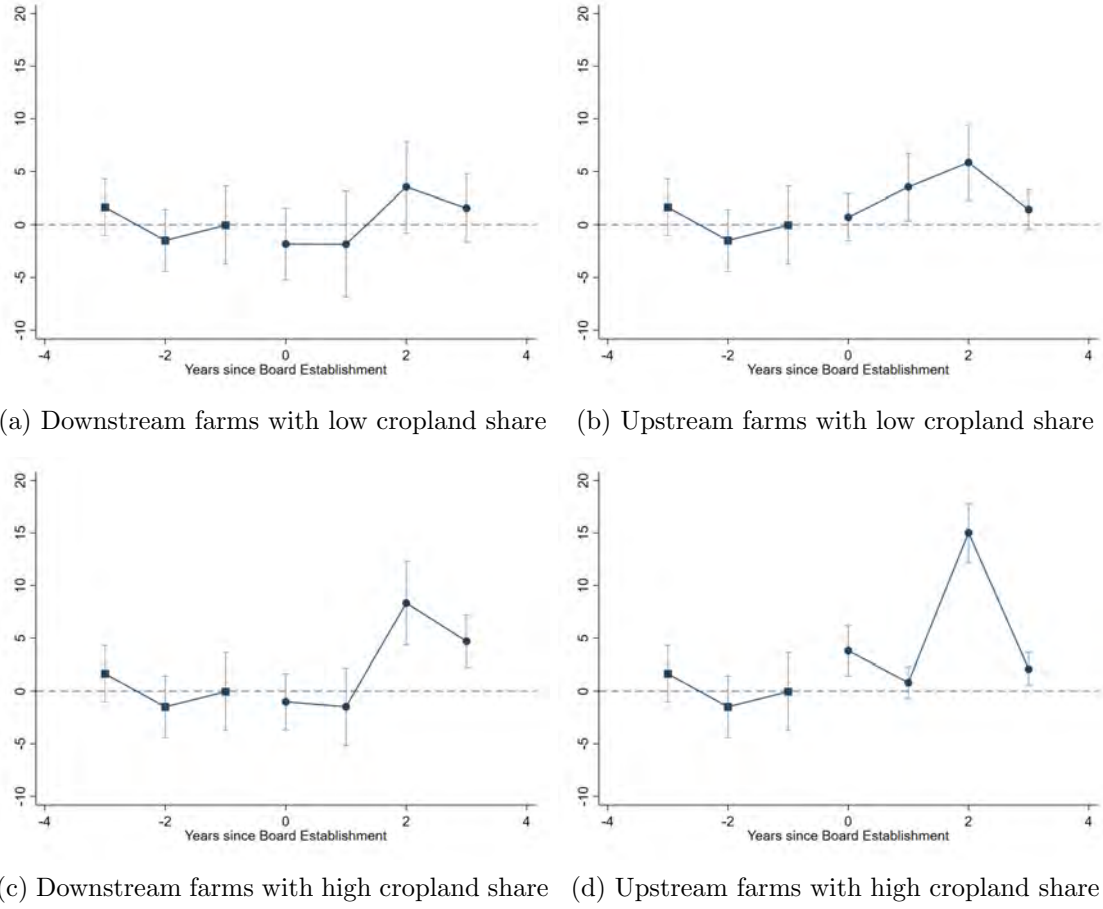 20
15
10
5
0
-5
-10
-4 -2 0 2 4
Years since Board Establishment
20
15
10
5
0
-5
-10
-4 -2 0 2 4
Years since Board Establishment
a) Downstream farms with low cropland share
(b) Upstream farms with low cropland share
20
15
10
5
0
-5
-10
-4 -2 0 2 4
Years since Board Establishment
20
15
10
5
0
-5
-10
-4 -2 0 2 4
Years since Board Establishment
(c) Downstream farms with high cropland share
(d) Upstream farms with high cropland share